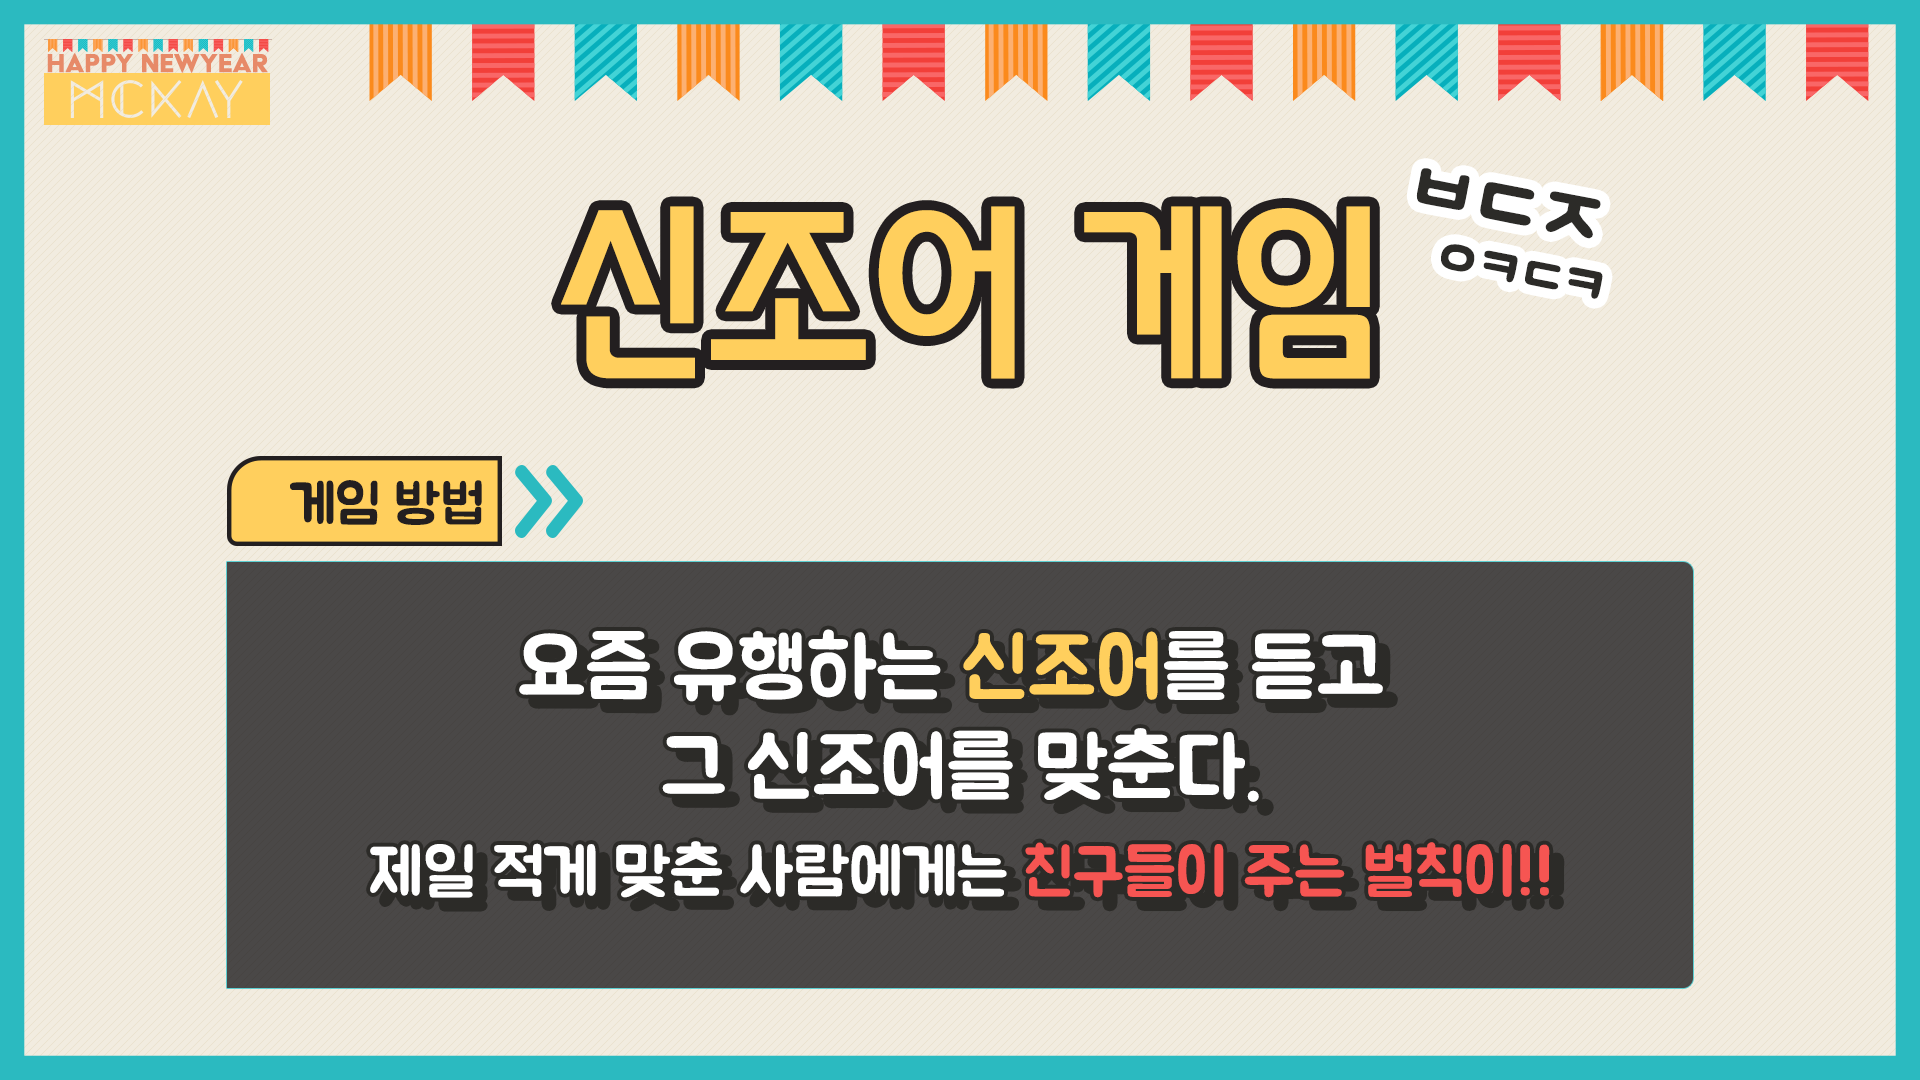 HAPPY NEWYEAR
MCKAY
신조어 게임
ㅂㄷㅈ
ㅇㅋㄷㅋ
게임 방법
요즘 유행하는 신조어를 듣고
그 신조어를 맞춘다.
제일 적게 맞춘 사람에게는 친구들이 주는 벌칙이!!